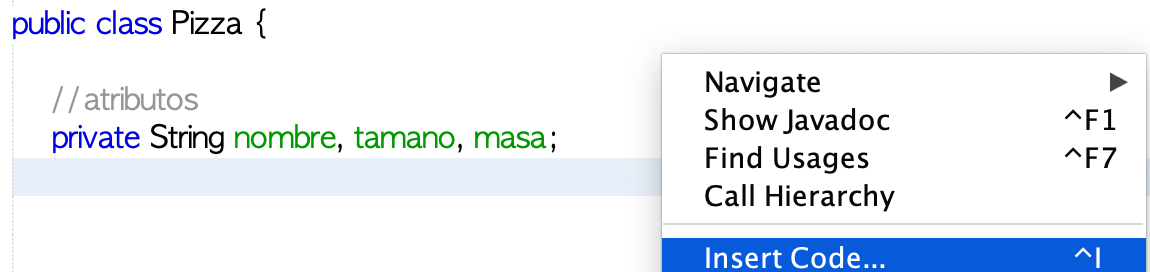 public class Pizza {
//atributos
private String nombre, tamano, masa;
Navigate
Show Javadoc ^F1
Find Usages ^F7
Call Hierarchy
Insert Code... ^I